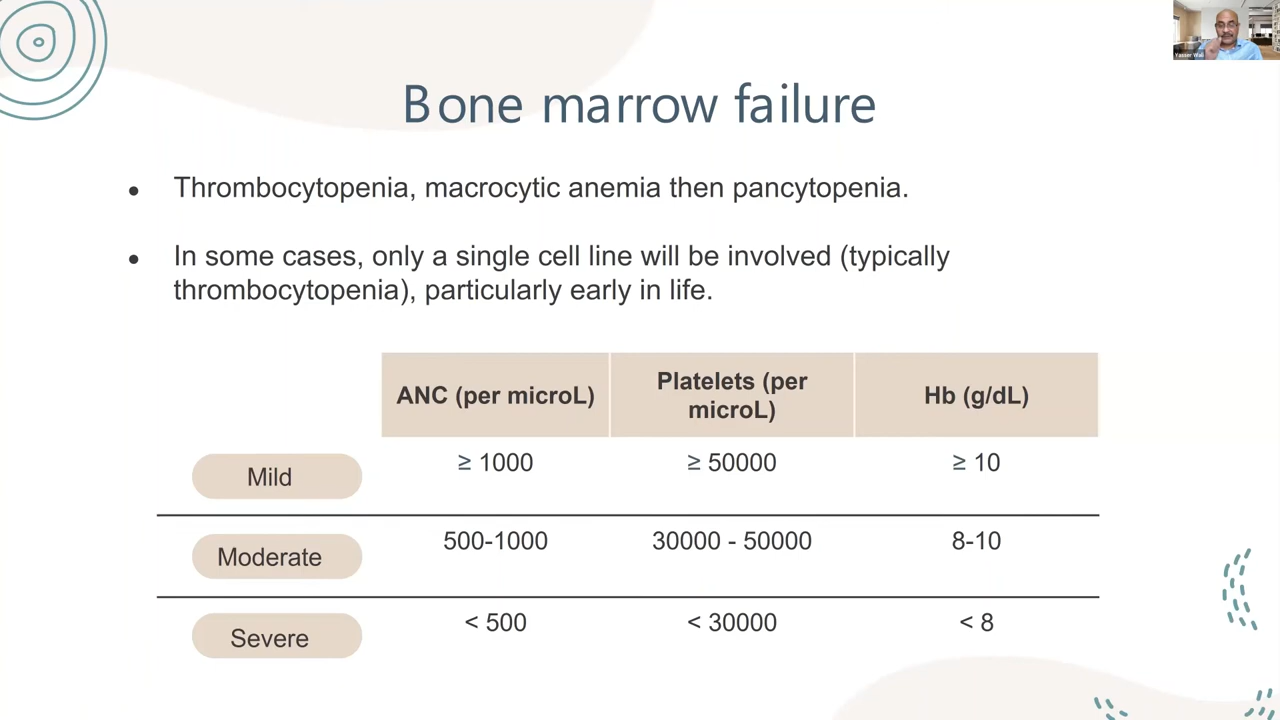 Yasser Wali
Bone marrow failure
• Thrombocytopenia, macrocytic anemia then pancytopenia.
• In some cases, only a single cell line will be involved (typically
thrombocytopenia), particularly early in life.
ANC (per microL) Platelets (per microL) Hb (g/dL)
Mild ≥ 1000 ≥ 50000 ≥ 10
Moderate 500-1000 30000 - 50000 8-10
Severe < 500 < 30000 < 8